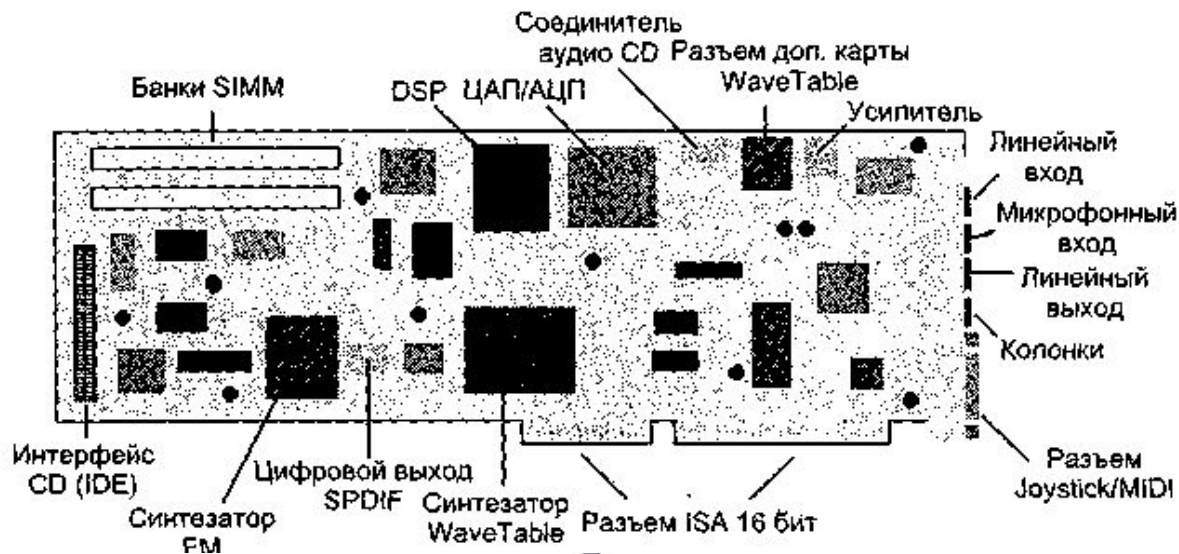 Соединитель
аудио CD
Разъем доп. карты
WaveTable
Банки SIMM
DSP
ЦАП/АЦП
Усилитель
Линейный
вход
Микрофонный
вход
Линейный
выход
Колонки
Интерфейс
CD (IDE)
Синтезатор
FM
Цифровой выход
SPDIF
Синтезатор
WaveTable
Разъем ISA 16 бит
Разъем
Joystick/MIDI